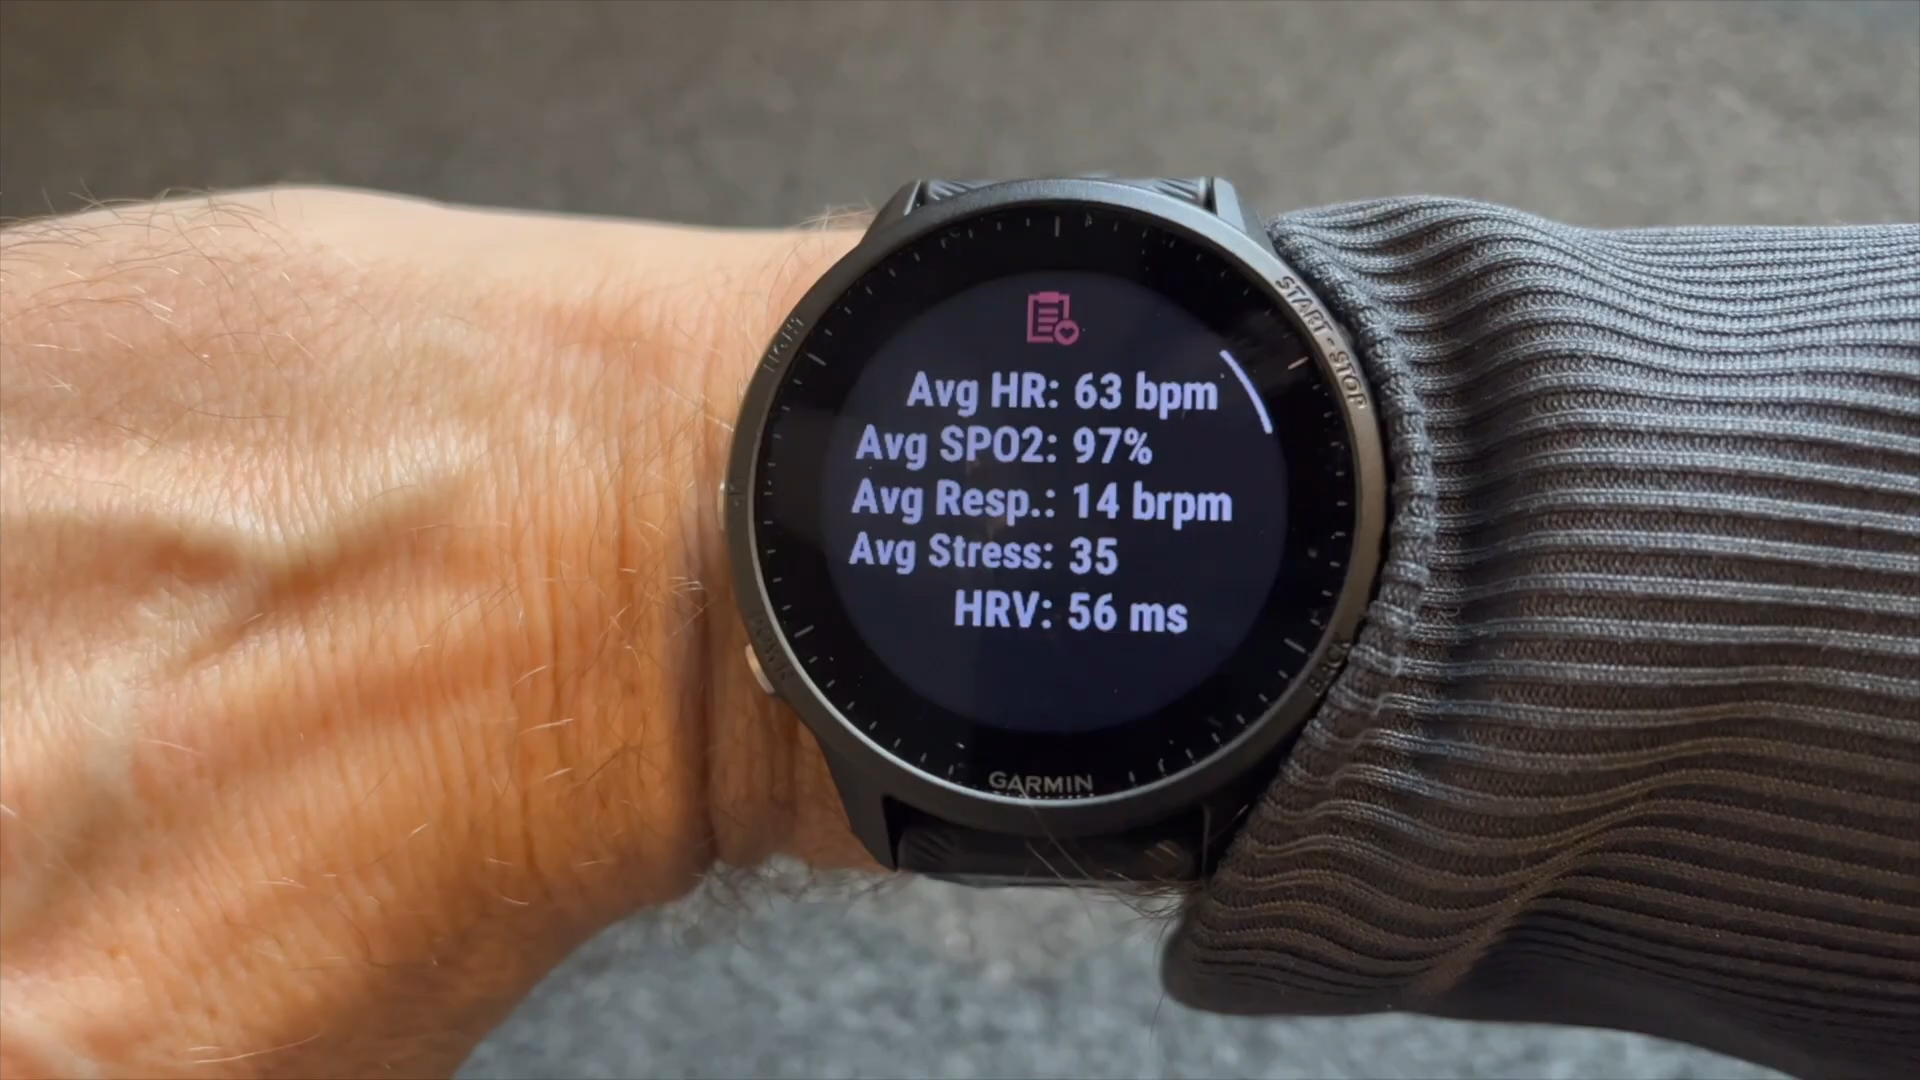 LIGHT
START - STOP
Avg HR: 63 bpm
Avg SPO2: 97%
Avg Resp.: 14 brpm
Avg Stress: 35
HRV: 56 ms
GARMIN